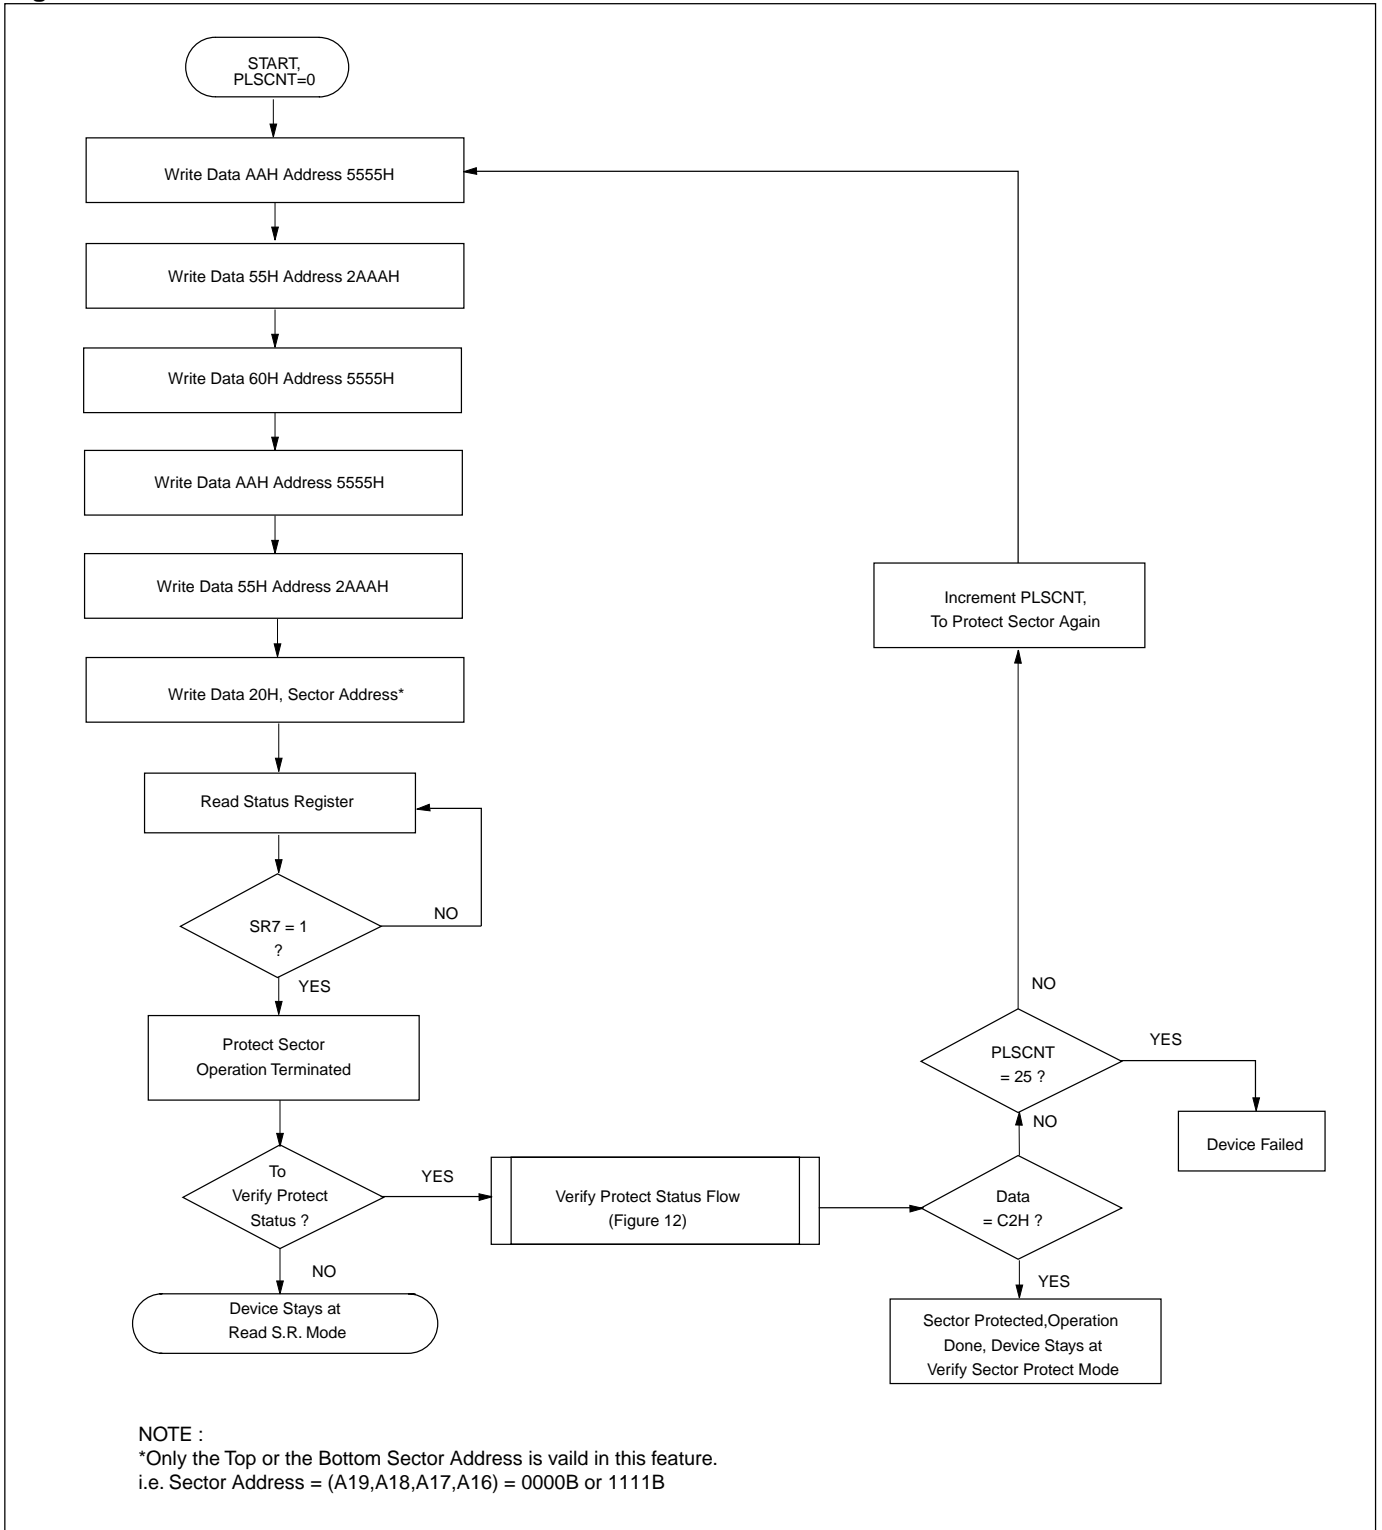 START,
PLSCNT=0
Write Data AAH Address 5555H
Write Data 55H Address 2AAAH
Write Data 60H Address 5555H
Write Data AAH Address 5555H
Write Data 55H Address 2AAAH
Write Data 20H, Sector Address*
Read Status Register
SR7 = 1
?
NO
YES
Protect Sector
Operation Terminated
To
Verify Protect
Status ?
YES
NO
Device Stays at
Read S.R. Mode
Verify Protect Status Flow
(Figure 12)
Data
= C2H ?
YES
Sector Protected,Operation
Done, Device Stays at
Verify Sector Protect Mode
NO
PLSCNT
= 25 ?
YES
Device Failed
NO
Increment PLSCNT,
To Protect Sector Again
NOTE :
*Only the Top or the Bottom Sector Address is vaild in this feature.
i.e. Sector Address = (A19,A18,A17,A16) = 0000B or 1111B